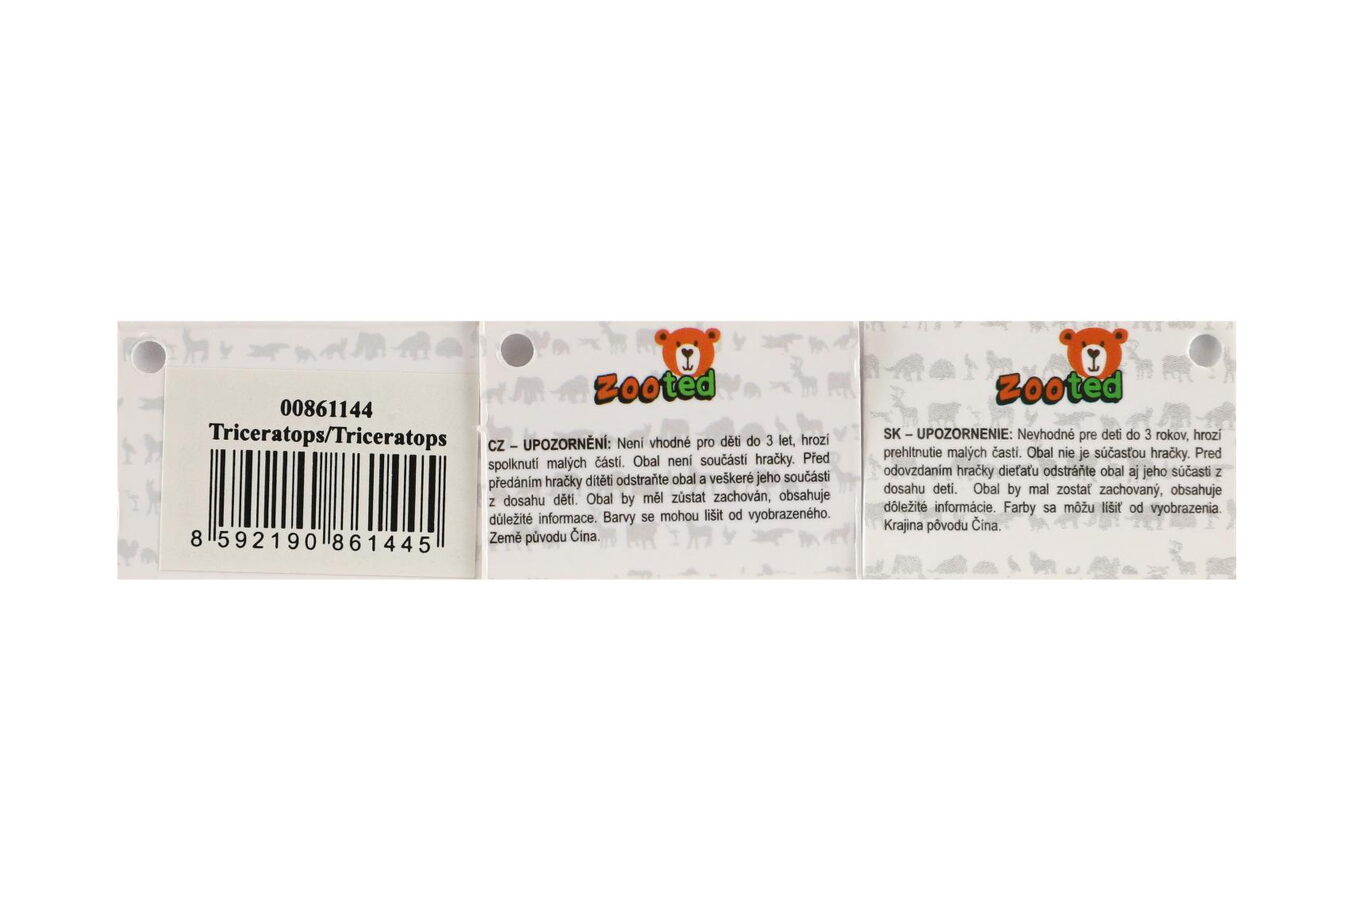 00861144
Triceratops/Triceratops
8 592190 861445
zooted
CZ – UPOZORNĚNÍ: Není vhodné pro děti do 3 let, hrozí
spolknutí malých částí. Obal není součástí hračky. Před
předáním hračky dítěti odstraňte obal a veškeré jeho součásti
z dosahu dětí. Obal by měl zůstat zachován, obsahuje
důležité informace. Barvy se mohou lišit od vyobrazeného.
Země původu Čína.
zooted
SK – UPOZORNENIE: Nevhodné pre deti do 3 rokov, hrozí
prehltnutie malých častí. Obal nie je súčasťou hračky. Pred
odovzdaním hračky dieťaťu odstráňte obal aj jeho súčasti z
dosahu detí. Obal by mal zostať zachovaný, obsahuje
dôležité informácie. Farby sa môžu líšiť od vyobrazenia.
Krajina pôvodu Čína.